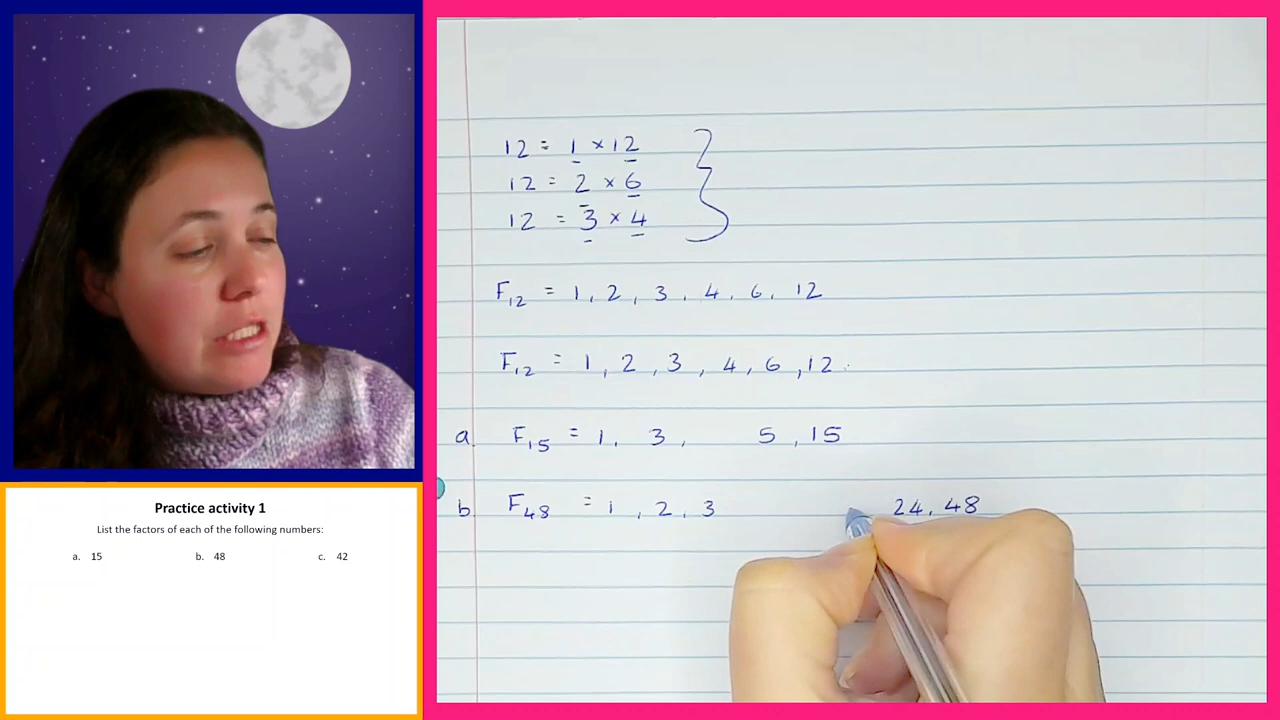 12 = 1 × 12
12 = 2 × 6
12 = 3 × 4
F₁₂ = 1, 2, 3, 4, 6, 12
F₁₂ = 1, 2, 3, 4, 6, 12
a. F₁₅ = 1, 3, 5, 15
b. F₄₈ = 1, 2, 3 24, 48
Practice activity 1
List the factors of each of the following numbers:
a. 15 b. 48 c. 42